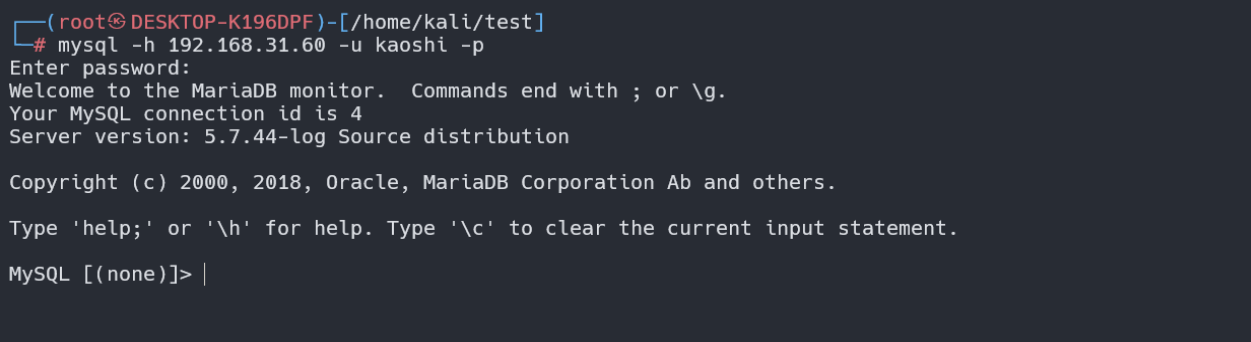 ┌──(root㉿DESKTOP-K196DPF)-[/home/kali/test]
└─# mysql -h 192.168.31.60 -u kaoshi -p
Enter password:
Welcome to the MariaDB monitor.  Commands end with ; or \g.
Your MySQL connection id is 4
Server version: 5.7.44-log Source distribution

Copyright (c) 2000, 2018, Oracle, MariaDB Corporation Ab and others.

Type 'help;' or '\h' for help. Type '\c' to clear the current input statement.

MySQL [(none)]>